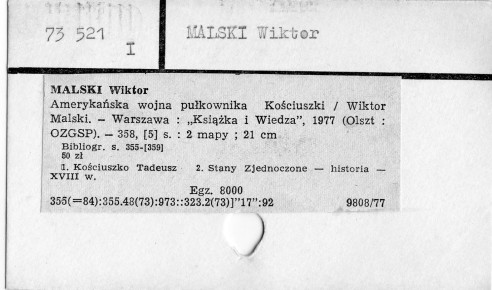 73 521
I
MALSKI Wiktor
MALSKI Wiktor
Amerykańska wojna pułkownika Kościuszki / Wiktor
Malski. – Warszawa : „Książka i Wiedza”, 1977 (Olszt :
OZGSP). – 358, [5] s. : 2 mapy ; 21 cm
Bibliogr. s. 355-[359]
50 zł
1. Kościuszko Tadeusz 2. Stany Zjednoczone – historia –
XVIII w.
Egz. 8000
355(=84):355.48(73):973::323.2(73)]"17":92 9808/77